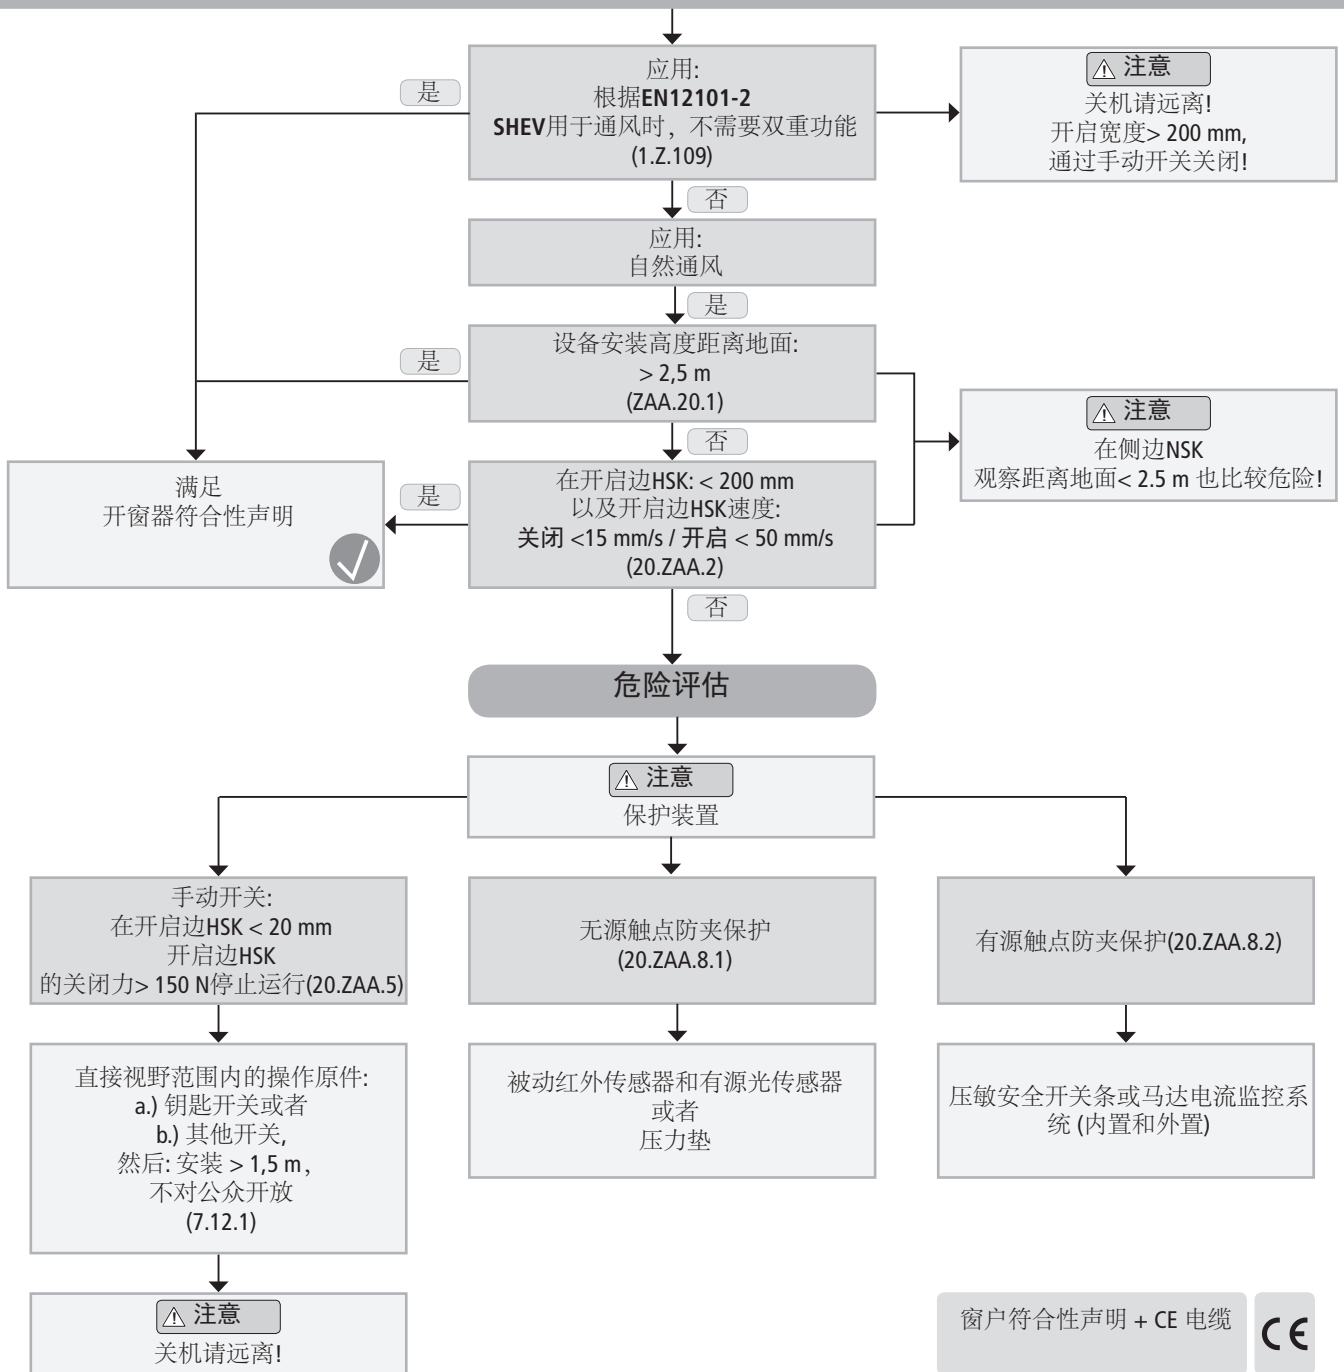 应用:
根据EN12101-2
SHEV用于通风时，不需要双重功能
(1.Z.109)
是
注意
关机请远离!
开启宽度> 200 mm,
通过手动开关关闭!
否
应用:
自然通风
是
设备安装高度距离地面:
> 2,5 m
(ZAA.20.1)
是
注意
在侧边NSK
观察距离地面< 2.5 m 也比较危险!
否
满足
开窗器符合性声明
是
在开启边HSK: < 200 mm
以及开启边HSK速度:
关闭 <15 mm/s / 开启 < 50 mm/s
(20.ZAA.2)
否
危险评估
注意
保护装置
手动开关:
在开启边HSK < 20 mm
开启边HSK
的关闭力> 150 N停止运行(20.ZAA.5)
无源触点防夹保护
(20.ZAA.8.1)
有源触点防夹保护(20.ZAA.8.2)
直接视野范围内的操作原件:
a.) 钥匙开关或者
b.) 其他开关,
然后: 安装 > 1,5 m，
不对公众开放
(7.12.1)
被动红外传感器和有源光传感器
或者
压力垫
压敏安全开关条或马达电流监控系
统 (内置和外置)
注意
关机请远离!
窗户符合性声明 + CE 电缆
CE